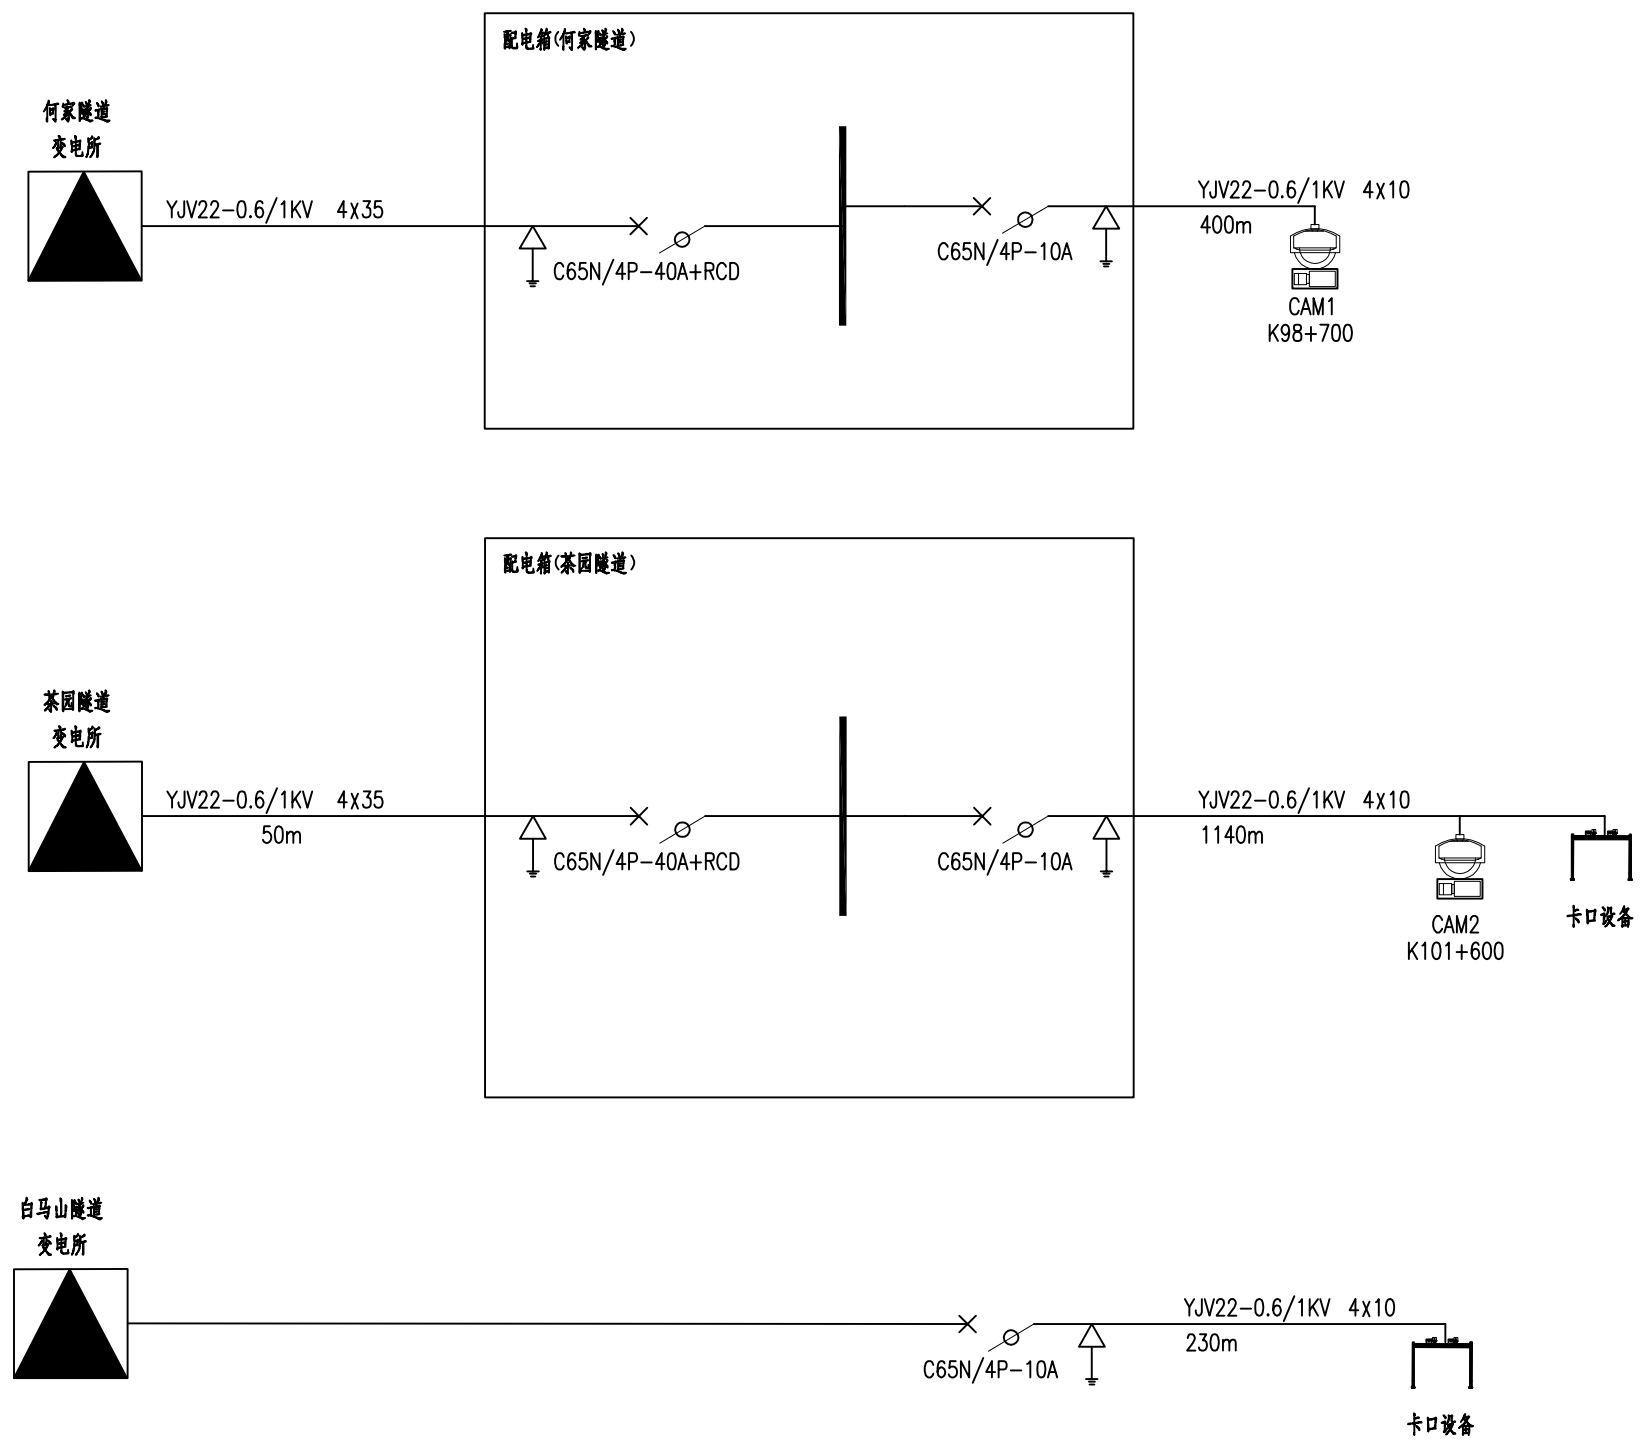 配电箱(何家隧道)
何家隧道
变电所
YJV22-0.6/1KV 4x35
C65N/4P-40A+RCD
C65N/4P-10A
YJV22-0.6/1KV 4x10
400m
CAM1
K98+700
配电箱(茶园隧道)
茶园隧道
变电所
YJV22-0.6/1KV 4x35
50m
C65N/4P-40A+RCD
C65N/4P-10A
YJV22-0.6/1KV 4x10
1140m
CAM2
K101+600
卡口设备
白马山隧道
变电所
C65N/4P-10A
YJV22-0.6/1KV 4x10
230m
卡口设备